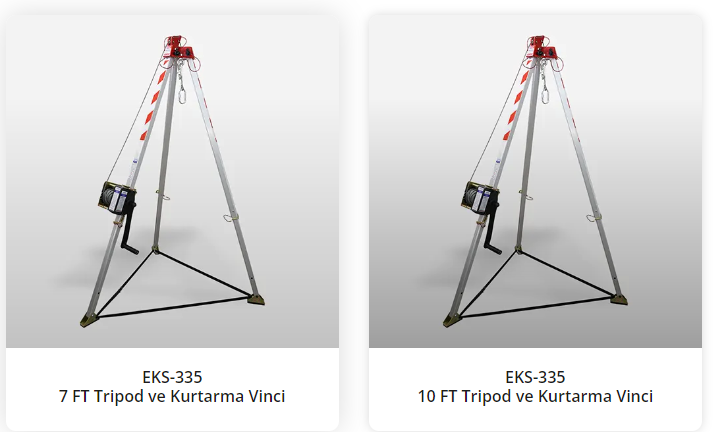 EKS-335
7 FT Tripod ve Kurtarma Vinci
EKS-335
10 FT Tripod ve Kurtarma Vinci